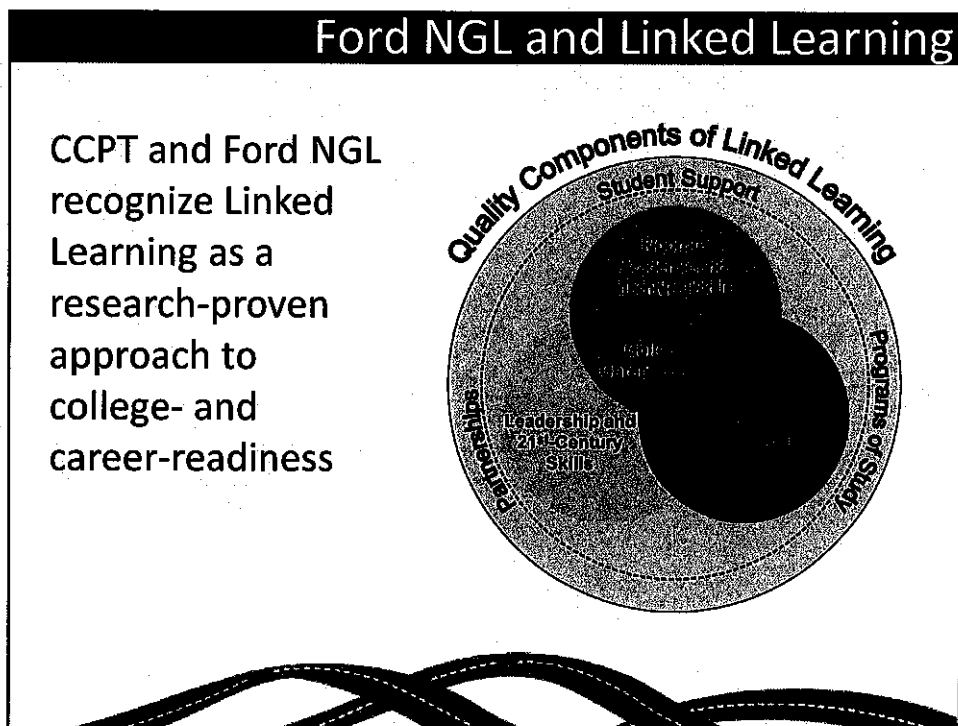 Ford NGL and Linked Learning
CCPT and Ford NGL
recognize Linked
Learning as a
research-proven
approach to
college- and
career-readiness
Quality Components of Linked Learning
Student Support
Leadership and
21st-Century
Skills
Partnerships
Programs of Study